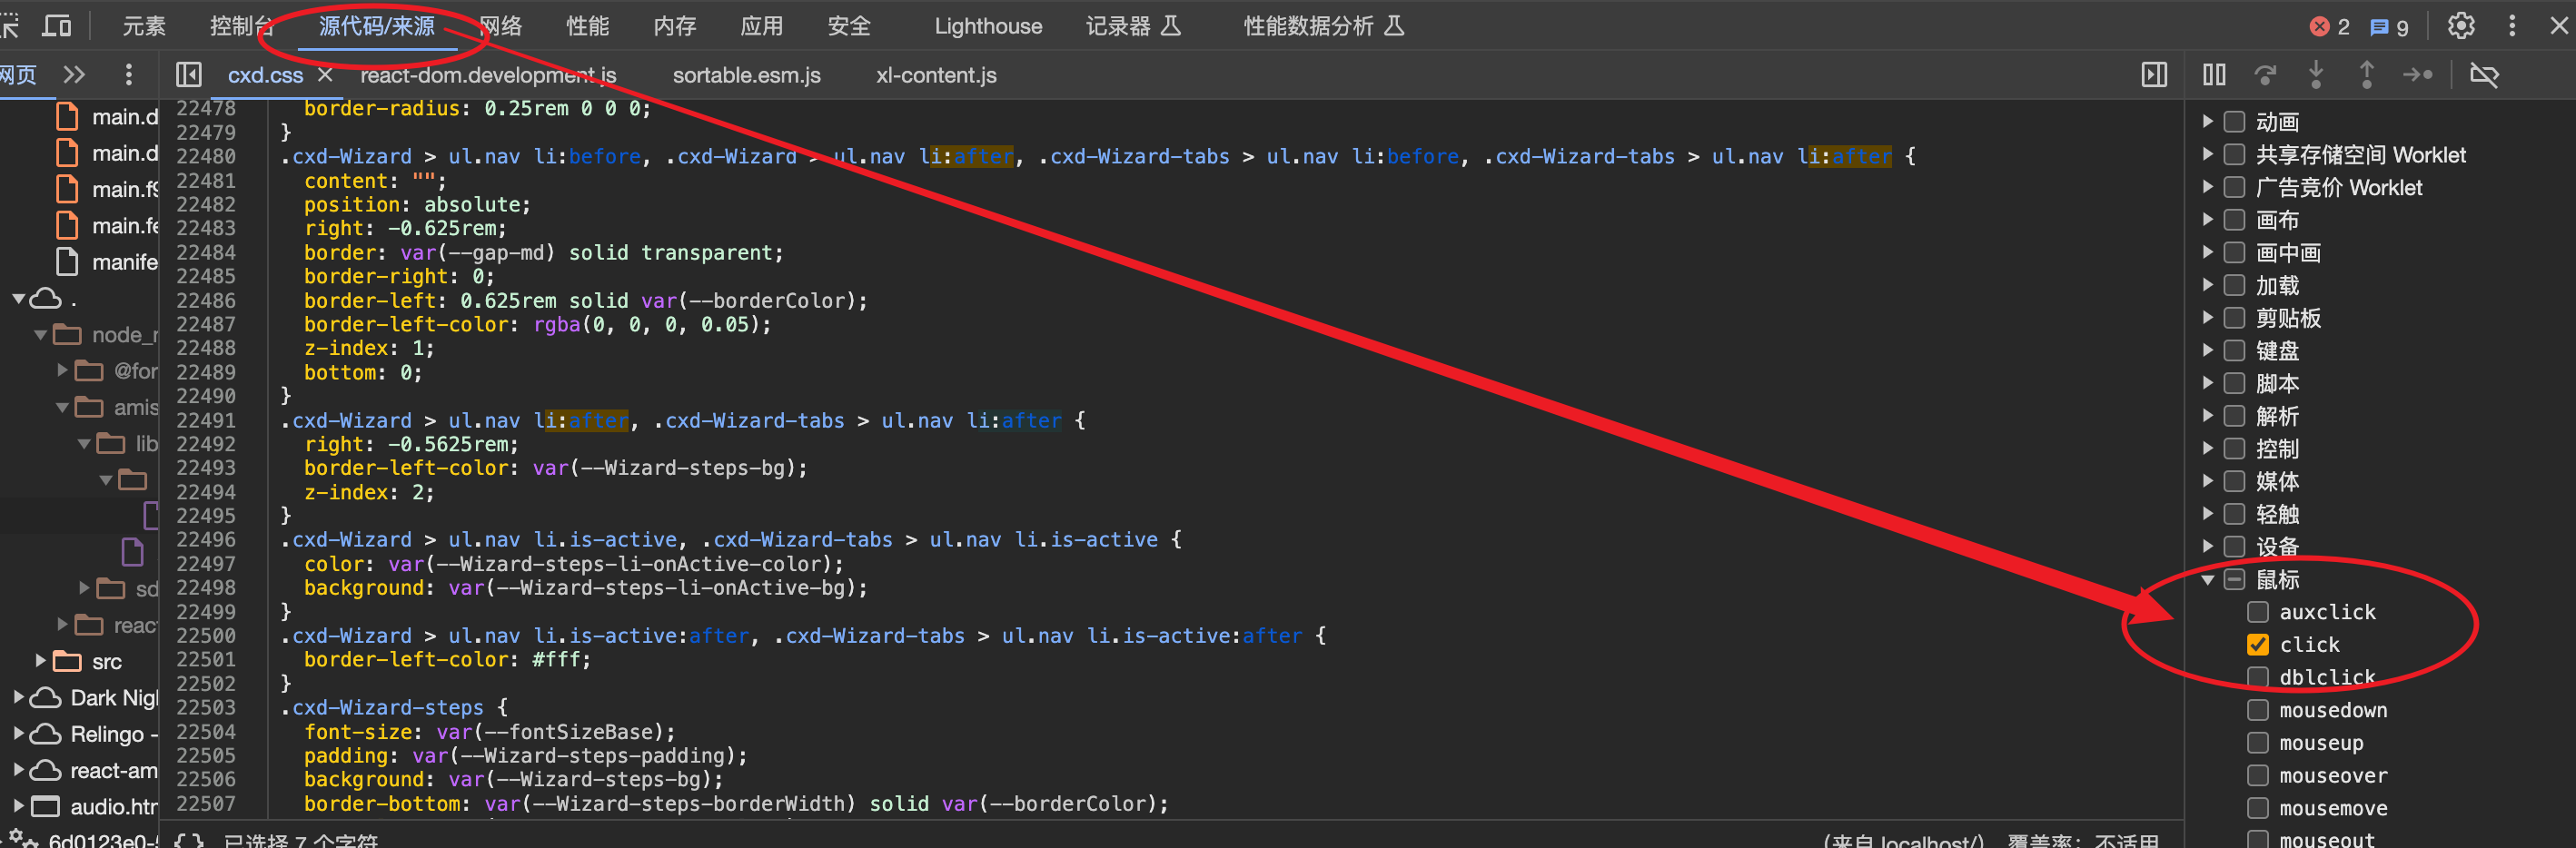 元素 控制台 源代码/来源 网络 性能 内存 应用 安全 Lighthouse 记录器 性能数据分析 2 9
网页 cxd.css react-dom.development.js sortable.esm.js xl-content.js
main.d
main.d
main.f9
main.fe
manife
.
node_r
@for
amis
lib
sd
react
src
Dark Nigl
Relingo -
react-am
audio.htn
6d0123e0-5
22478 border-radius: 0.25rem 0 0 0;
22479 }
22480 .cxd-Wizard > ul.nav li:before, .cxd-Wizard > ul.nav li:after, .cxd-Wizard-tabs > ul.nav li:before, .cxd-Wizard-tabs > ul.nav li:after {
22481 content: "";
22482 position: absolute;
22483 right: -0.625rem;
22484 border: var(--gap-md) solid transparent;
22485 border-right: 0;
22486 border-left: 0.625rem solid var(--borderColor);
22487 border-left-color: rgba(0, 0, 0, 0.05);
22488 z-index: 1;
22489 bottom: 0;
22490 }
22491 .cxd-Wizard > ul.nav li:after, .cxd-Wizard-tabs > ul.nav li:after {
22492 right: -0.5625rem;
22493 border-left-color: var(--Wizard-steps-bg);
22494 z-index: 2;
22495 }
22496 .cxd-Wizard > ul.nav li.is-active, .cxd-Wizard-tabs > ul.nav li.is-active {
22497 color: var(--Wizard-steps-li-onActive-color);
22498 background: var(--Wizard-steps-li-onActive-bg);
22499 }
22500 .cxd-Wizard > ul.nav li.is-active:after, .cxd-Wizard-tabs > ul.nav li.is-active:after {
22501 border-left-color: #fff;
22502 }
22503 .cxd-Wizard-steps {
22504 font-size: var(--fontSizeBase);
22505 padding: var(--Wizard-steps-padding);
22506 background: var(--Wizard-steps-bg);
22507 border-bottom: var(--Wizard-steps-borderWidth) solid var(--borderColor);
{ } 已选择 7 个字符 (来自 localhost/) 覆盖率：不适用
动画
共享存储空间 Worklet
广告竞价 Worklet
画布
画中画
加载
剪贴板
键盘
脚本
解析
控制
媒体
轻触
设备
鼠标
auxclick
click
dblclick
mousedown
mouseup
mouseover
mousemove
mouseout